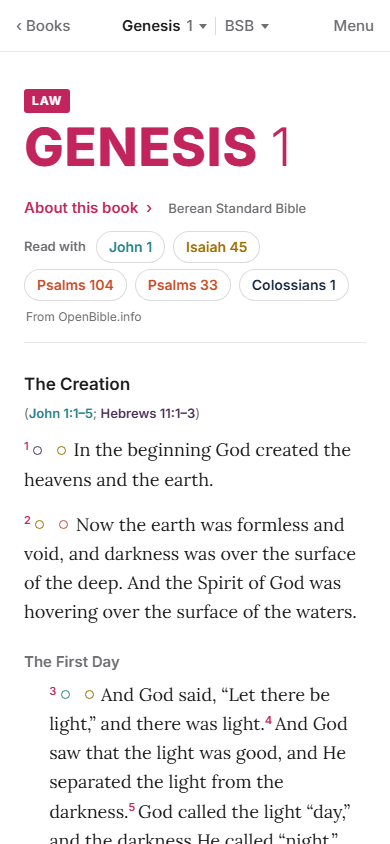 ‹ Books Genesis 1 BSB Menu
LAW
GENESIS 1
About this book › Berean Standard Bible
Read with John 1 Isaiah 45
Psalms 104 Psalms 33 Colossians 1
From OpenBible.info
The Creation
(John 1:1–5; Hebrews 11:1–3)
1 In the beginning God created the
heavens and the earth.
2 Now the earth was formless and
void, and darkness was over the surface
of the deep. And the Spirit of God was
hovering over the surface of the waters.
The First Day
3 And God said, “Let there be
light,” and there was light.4 And God
saw that the light was good, and He
separated the light from the
darkness.5 God called the light “day,”
and the darkness He called “night.”